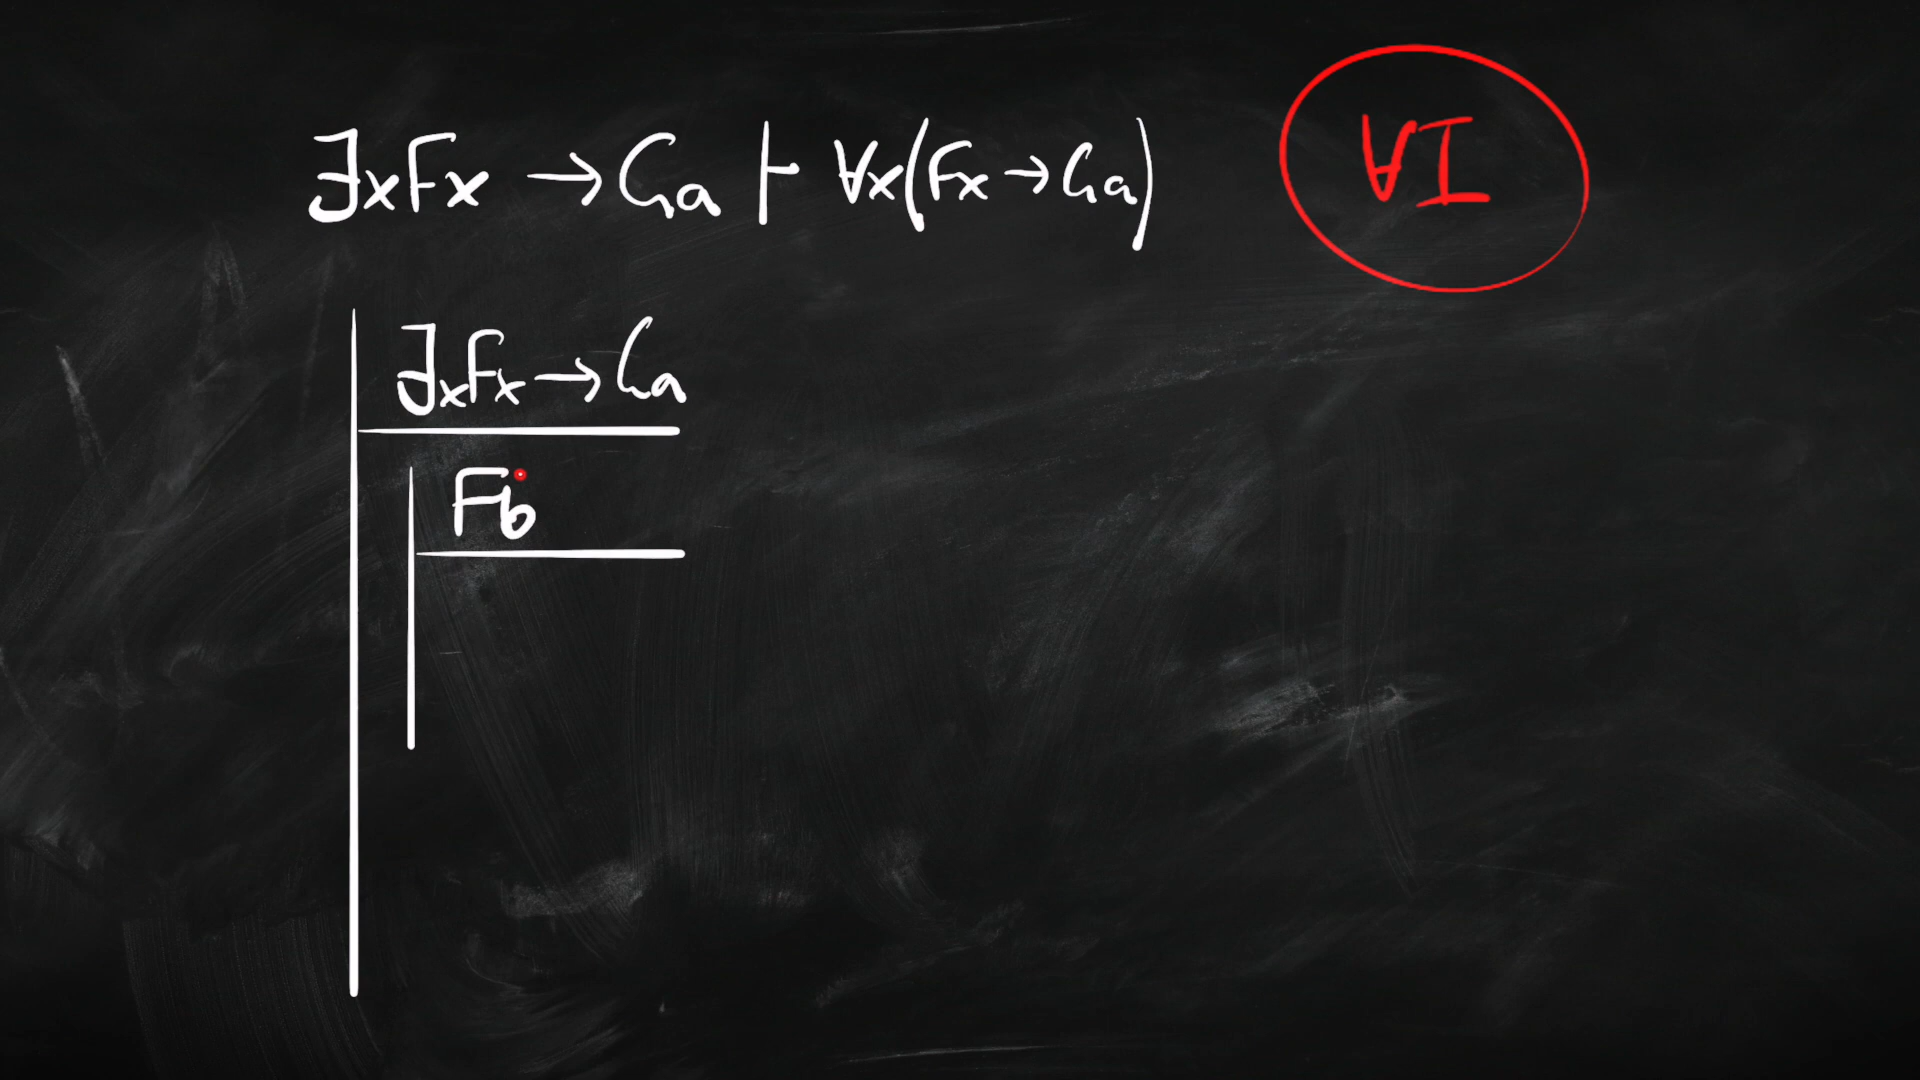 ∃xFx → Ga ⊢ ∀x(Fx → Ga)
∀I
∃xFx → Ga
Fb